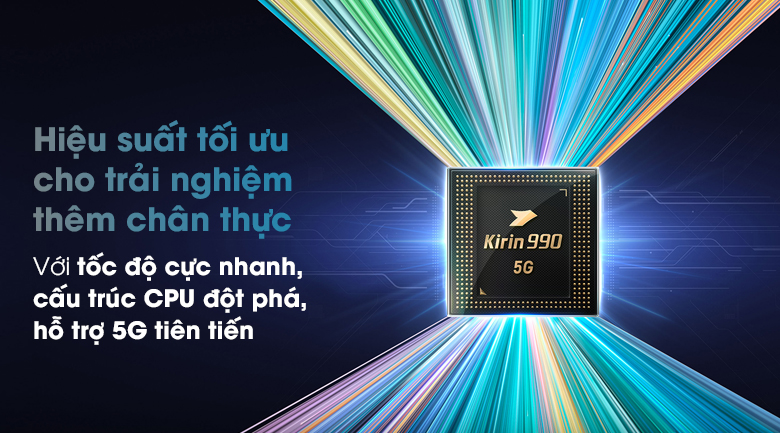 Hiệu suất tối ưu
cho trải nghiệm
thêm chân thực
Với tốc độ cực nhanh,
cấu trúc CPU đột phá,
hỗ trợ 5G tiên tiến
Kirin 990
5G